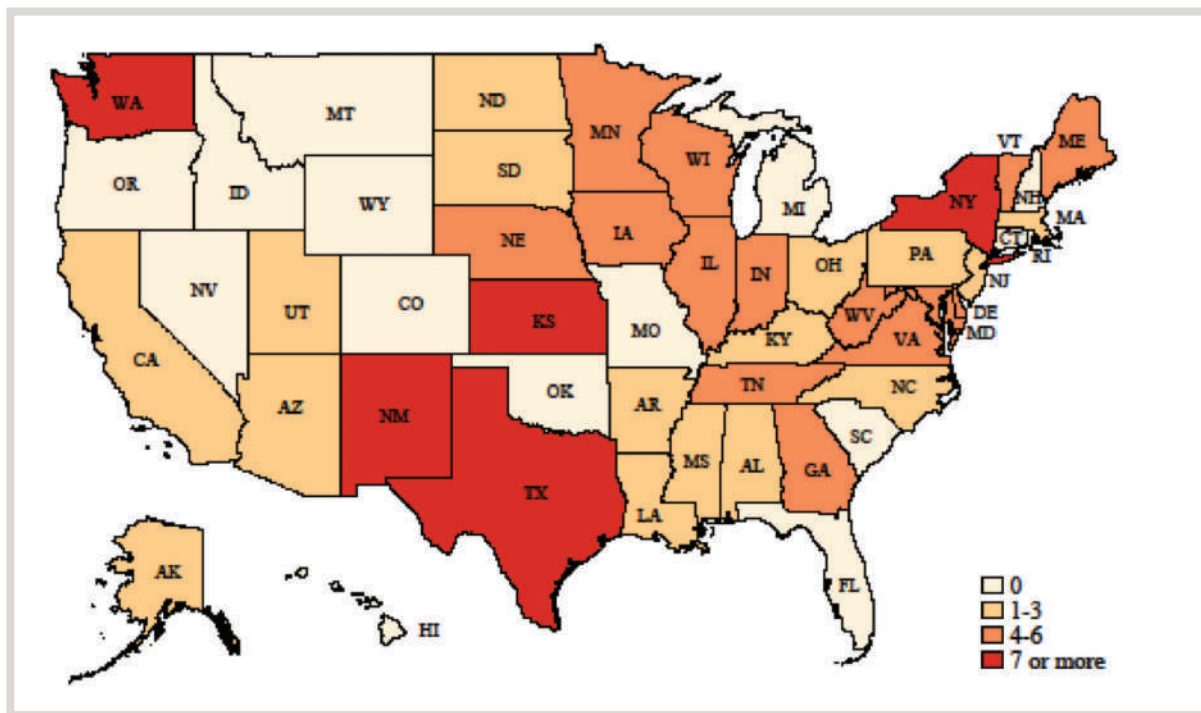 WA
MT
ND
MN
VT
ME
OR
ID
WY
SD
WI
MI
NY
NH
MA
CT
RI
NV
UT
CO
NE
IA
IL
IN
OH
PA
NJ
CA
KS
MO
KY
WV
VA
DE
MD
AZ
NM
OK
AR
TN
NC
TX
LA
MS
AL
GA
SC
AK
HI
FL
0
1-3
4-6
7 or more